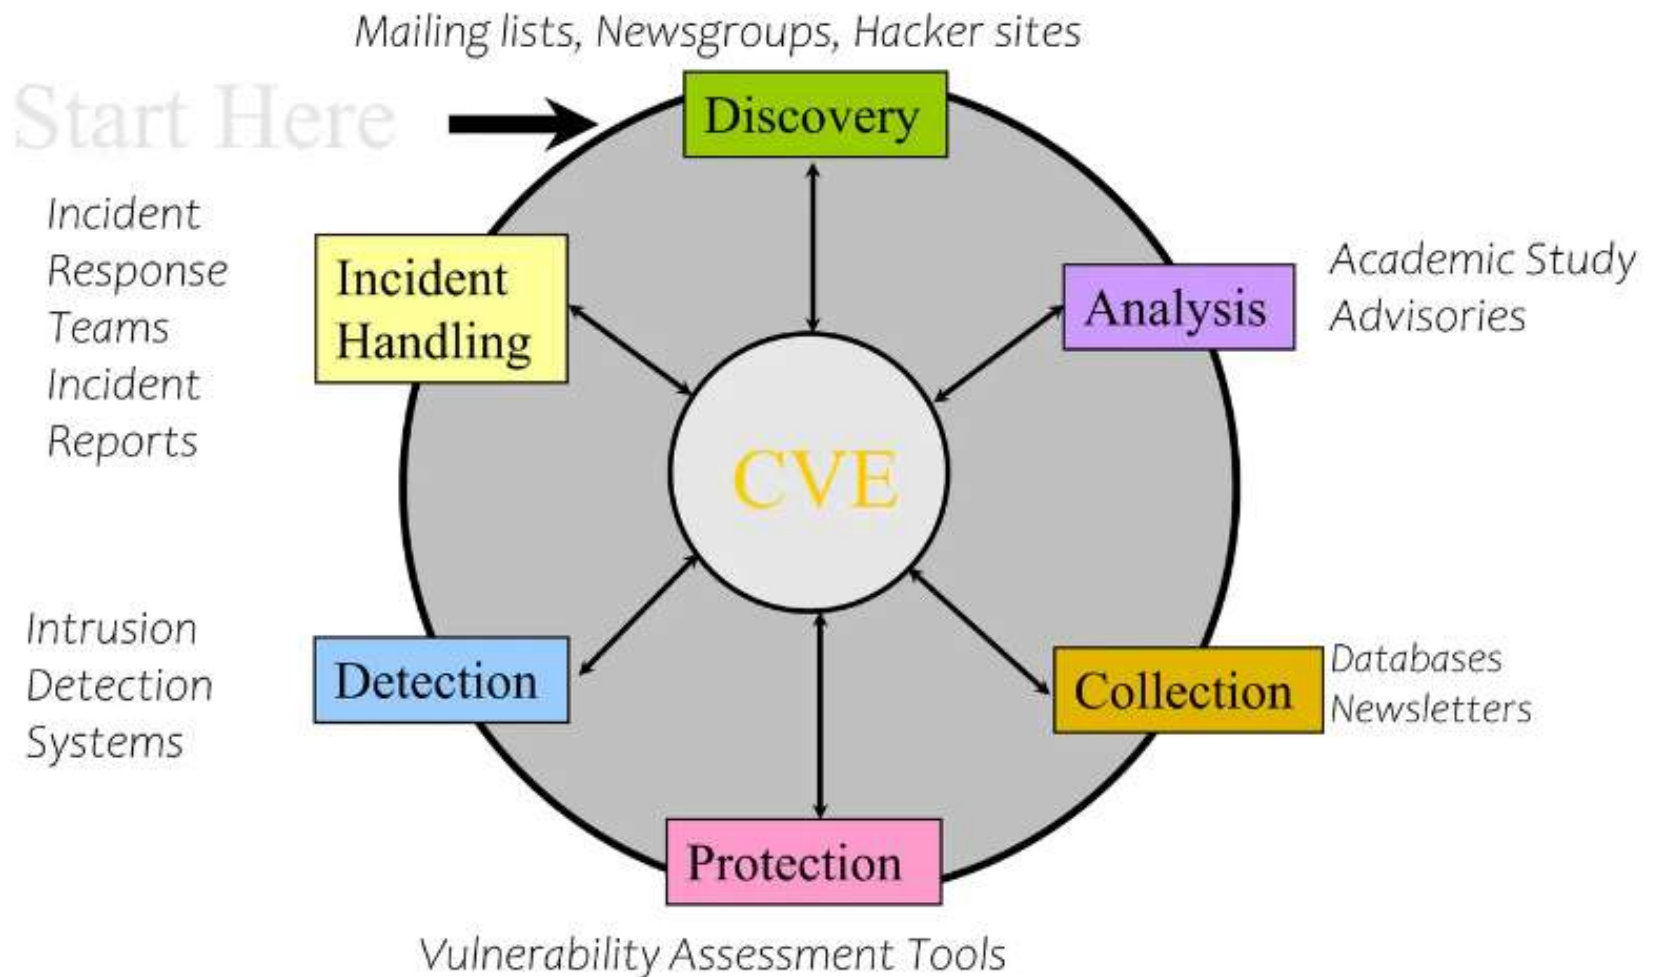 Mailing lists, Newsgroups, Hacker sites
Start Here
Discovery
Incident
Response
Teams
Incident
Reports
Incident
Handling
Analysis
Academic Study
Advisories
CVE
Intrusion
Detection
Systems
Detection
Collection
Databases
Newsletters
Protection
Vulnerability Assessment Tools